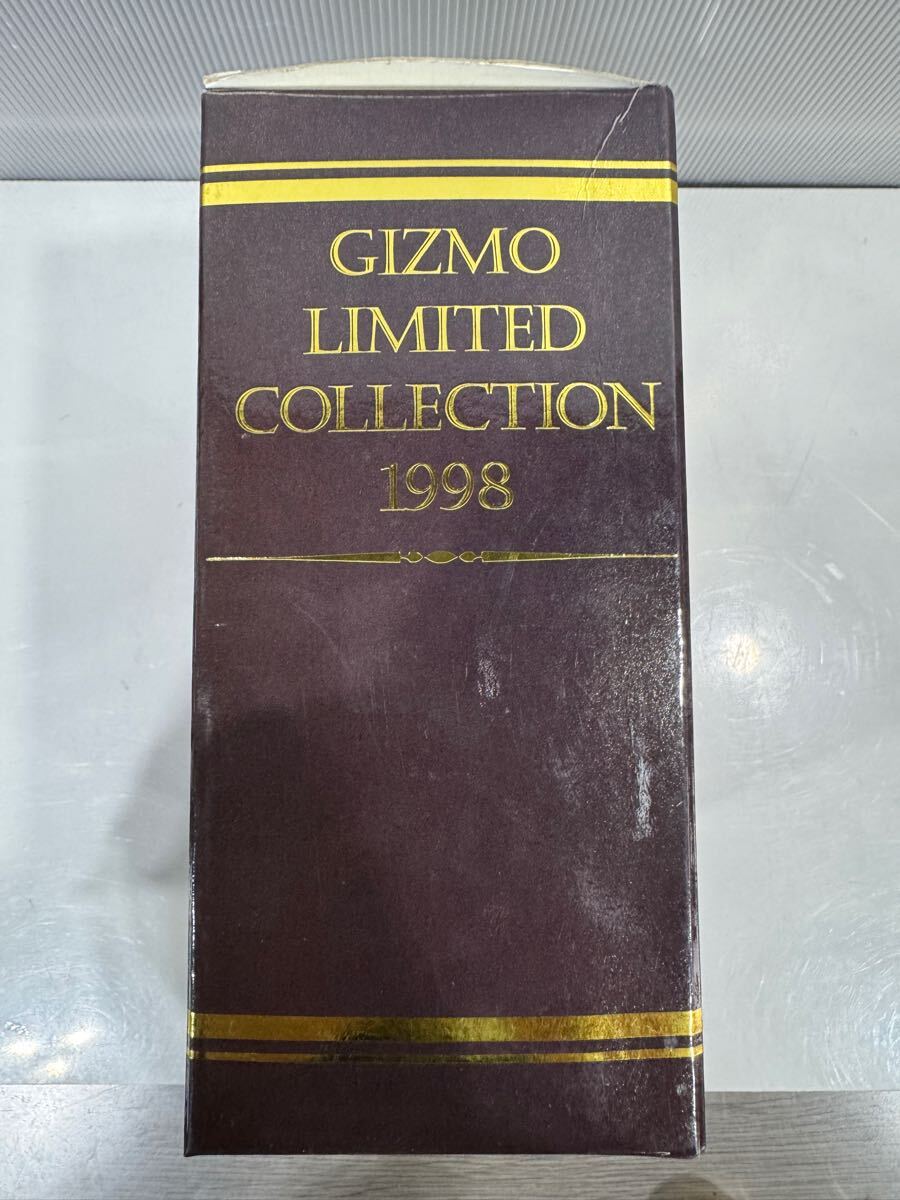 GIZMO
LIMITED
COLLECTION
1998